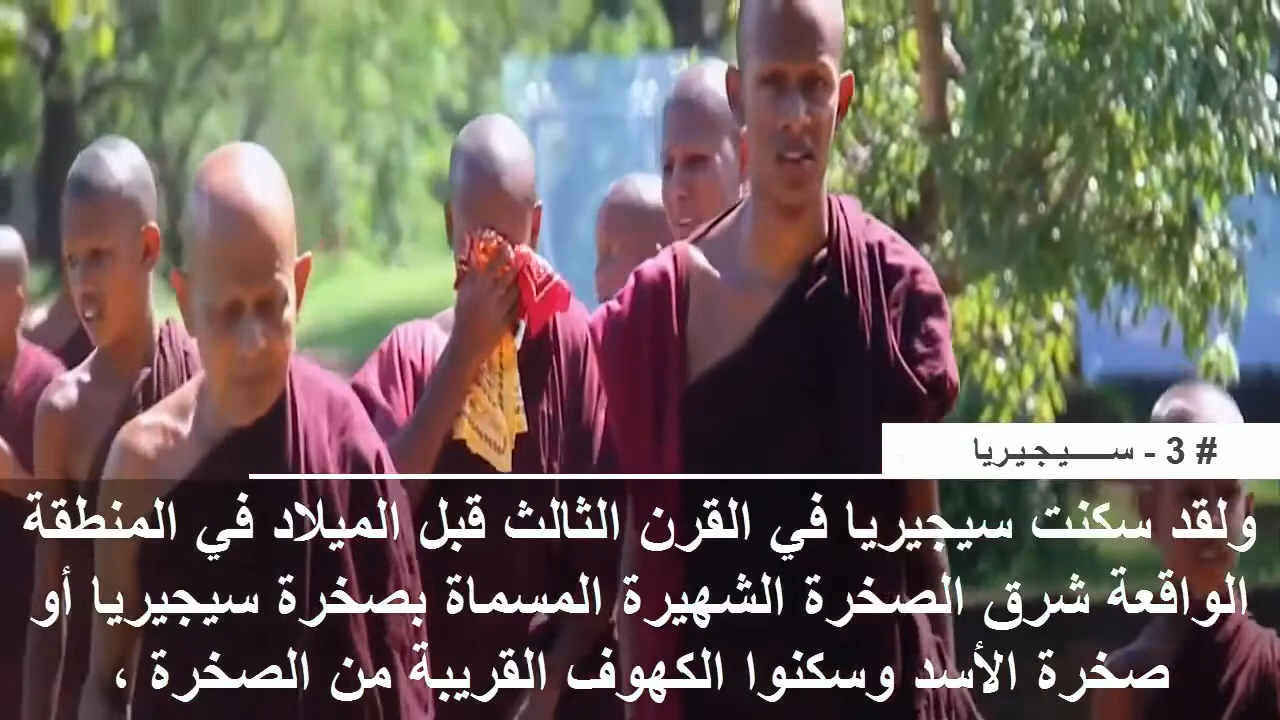 # 3 - ســـيـجـيـريا
ولقد سكنت سيجيريا في القرن الثالث قبل الميلاد في المنطقة
الواقعة شرق الصخرة الشهيرة المسماة بصخرة سيجيريا أو
صخرة الأسد وسكنوا الكهوف القريبة من الصخرة ،